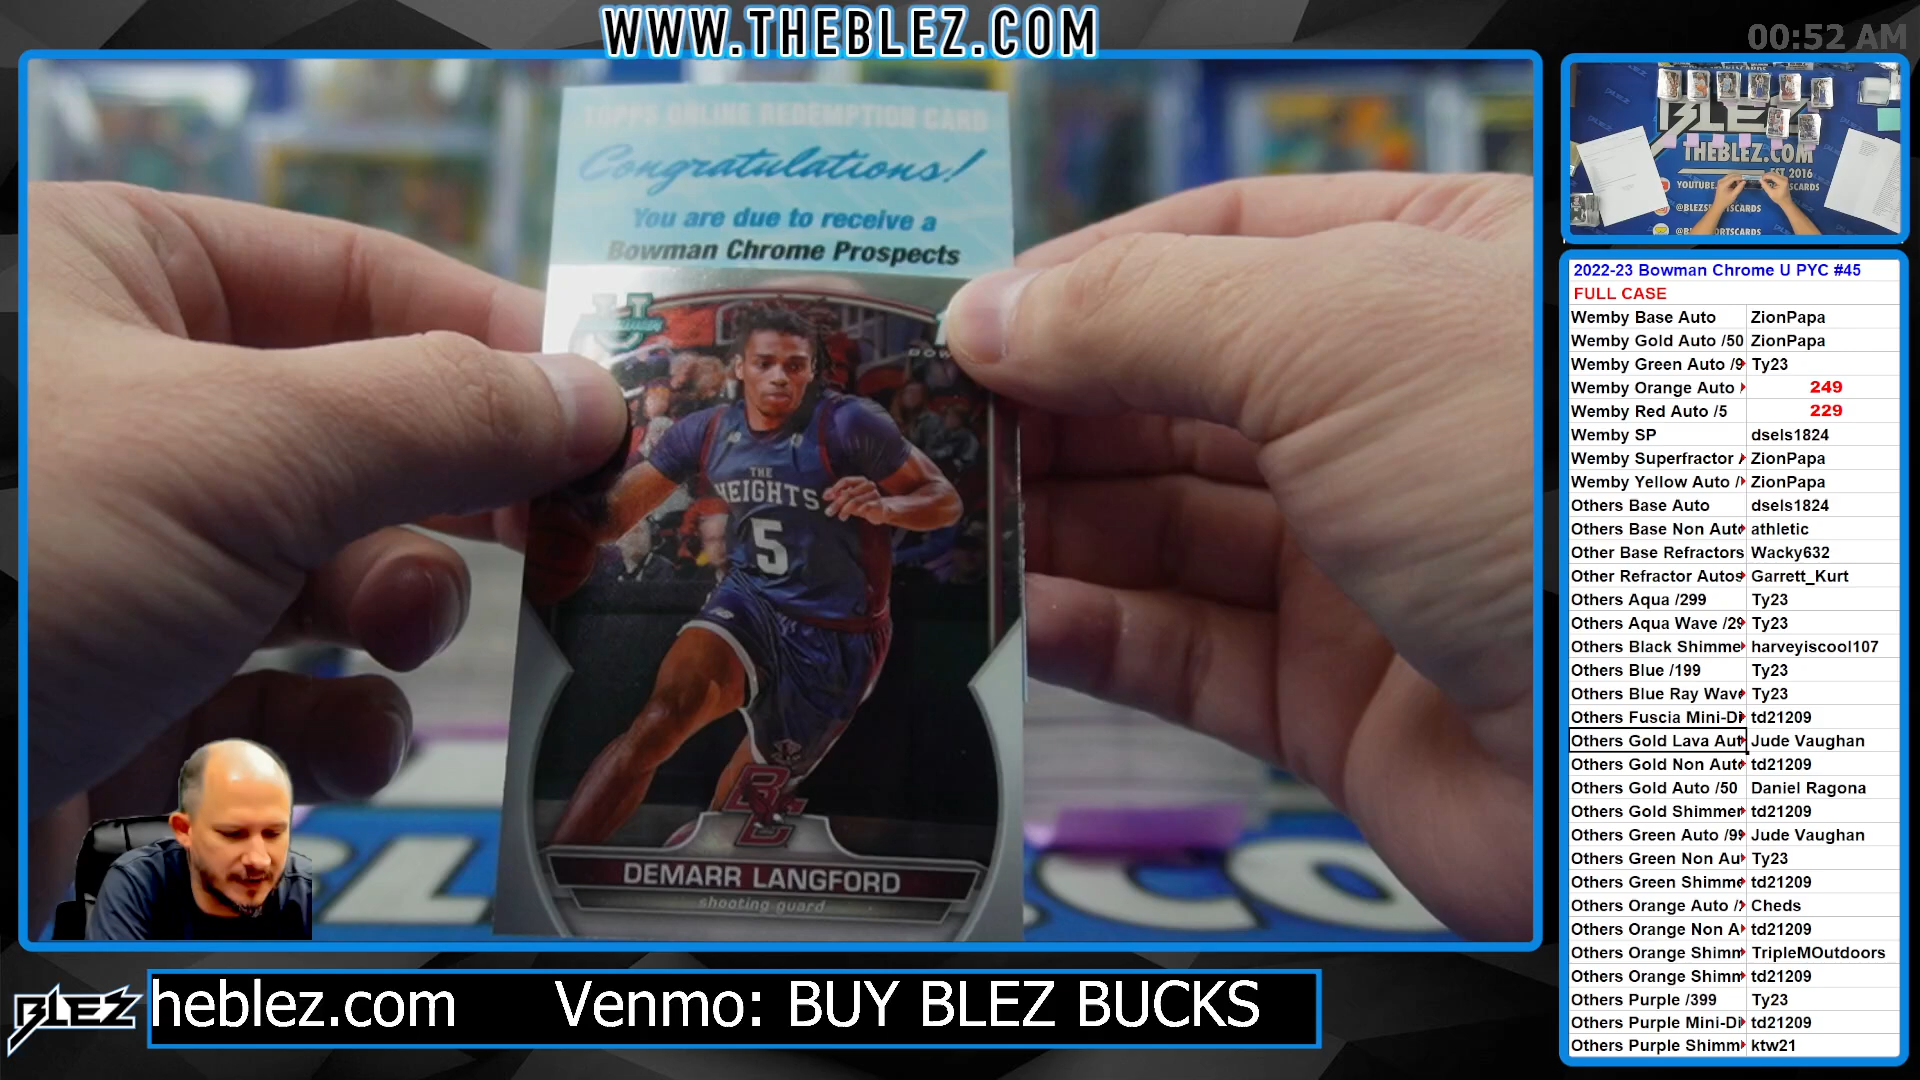 WWW.THEBLEZ.COM
00:52 AM
TOPPS ONLINE REDEMPTION CARD
Congratulations!
You are due to receive a
Bowman Chrome Prospects
THE
HEIGHTS
5
BC
DEMARR LANGFORD
shooting guard
BLEZ
THEBLEZ.COM
EST 2016
2022-23 Bowman Chrome U PYC #45
FULL CASE
Wemby Base Auto ZionPapa
Wemby Gold Auto /50 ZionPapa
Wemby Green Auto /9 Ty23
Wemby Orange Auto 249
Wemby Red Auto /5 229
Wemby SP dsels1824
Wemby Superfractor ZionPapa
Wemby Yellow Auto / ZionPapa
Others Base Auto dsels1824
Others Base Non Auto athletic
Other Base Refractors Wacky632
Other Refractor Autos Garrett_Kurt
Others Aqua /299 Ty23
Others Aqua Wave /29 Ty23
Others Black Shimme harveyiscool107
Others Blue /199 Ty23
Others Blue Ray Wave Ty23
Others Fuscia Mini-Di td21209
Others Gold Lava Aut Jude Vaughan
Others Gold Non Auto td21209
Others Gold Auto /50 Daniel Ragona
Others Gold Shimmer td21209
Others Green Auto /99 Jude Vaughan
Others Green Non Au Ty23
Others Green Shimme td21209
Others Orange Auto /2 Cheds
Others Orange Non A td21209
Others Orange Shimm TripleMOutdoors
Others Orange Shimm td21209
Others Purple /399 Ty23
Others Purple Mini-Di td21209
Others Purple Shimm ktw21
BLEZ
heblez.com Venmo: BUY BLEZ BUCKS